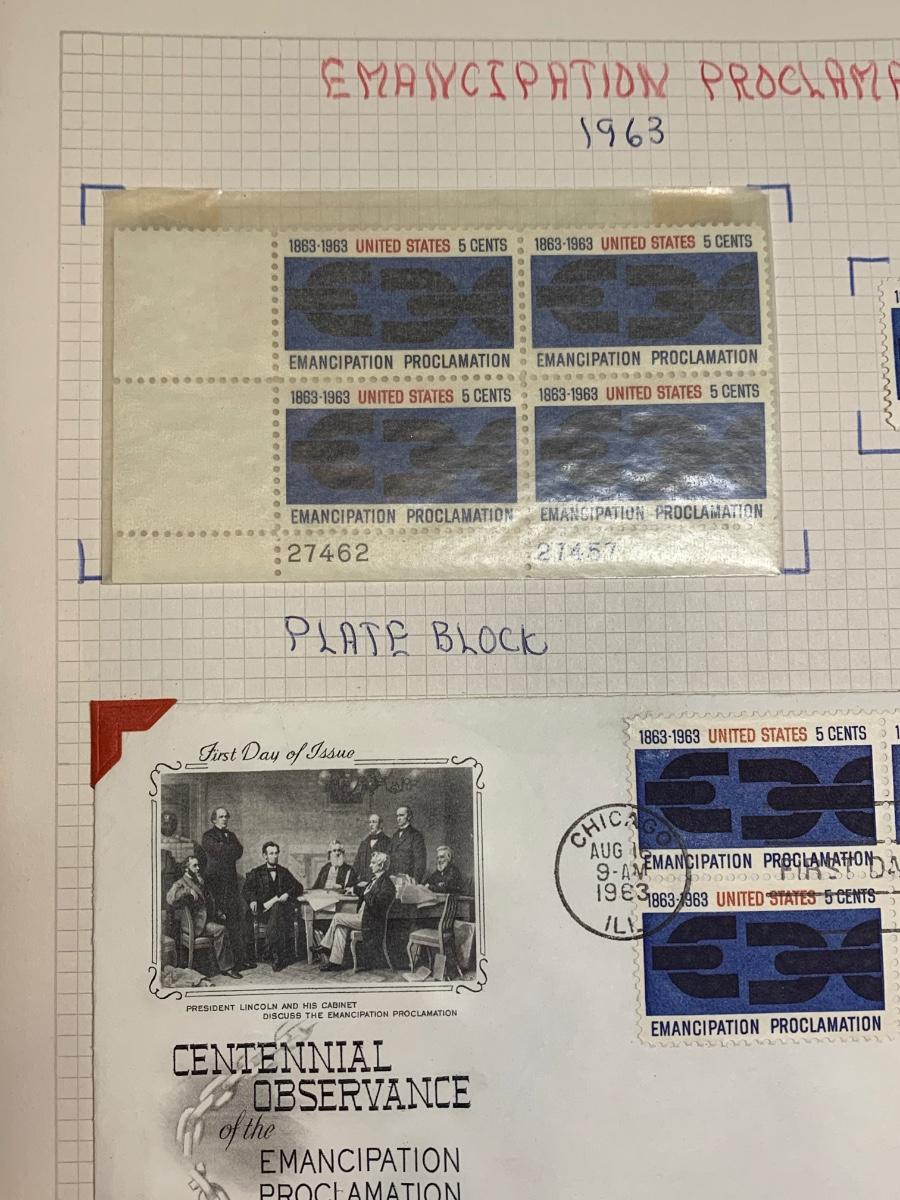 EMANCIPATION PROCLAMA
1963
1863-1963 UNITED STATES 5 CENTS
EMANCIPATION PROCLAMATION
1863-1963 UNITED STATES 5 CENTS
EMANCIPATION PROCLAMATION
1863-1963 UNITED STATES 5 CENTS
EMANCIPATION PROCLAMATION
1863-1963 UNITED STATES 5 CENTS
EMANCIPATION PROCLAMATION
27462
27457
PLATE BLOCK
First Day of Issue
PRESIDENT LINCOLN AND HIS CABINET
DISCUSS THE EMANCIPATION PROCLAMATION
CENTENNIAL
OBSERVANCE
of the
EMANCIPATION
PROCLAMATION
1863-1963 UNITED STATES 5 CENTS
EMANCIPATION PROCLAMATION
1863-1963 UNITED STATES 5 CENTS
EMANCIPATION PROCLAMATION
CHICAGO
AUG
9-AM
1963
ILL
FIRST DA